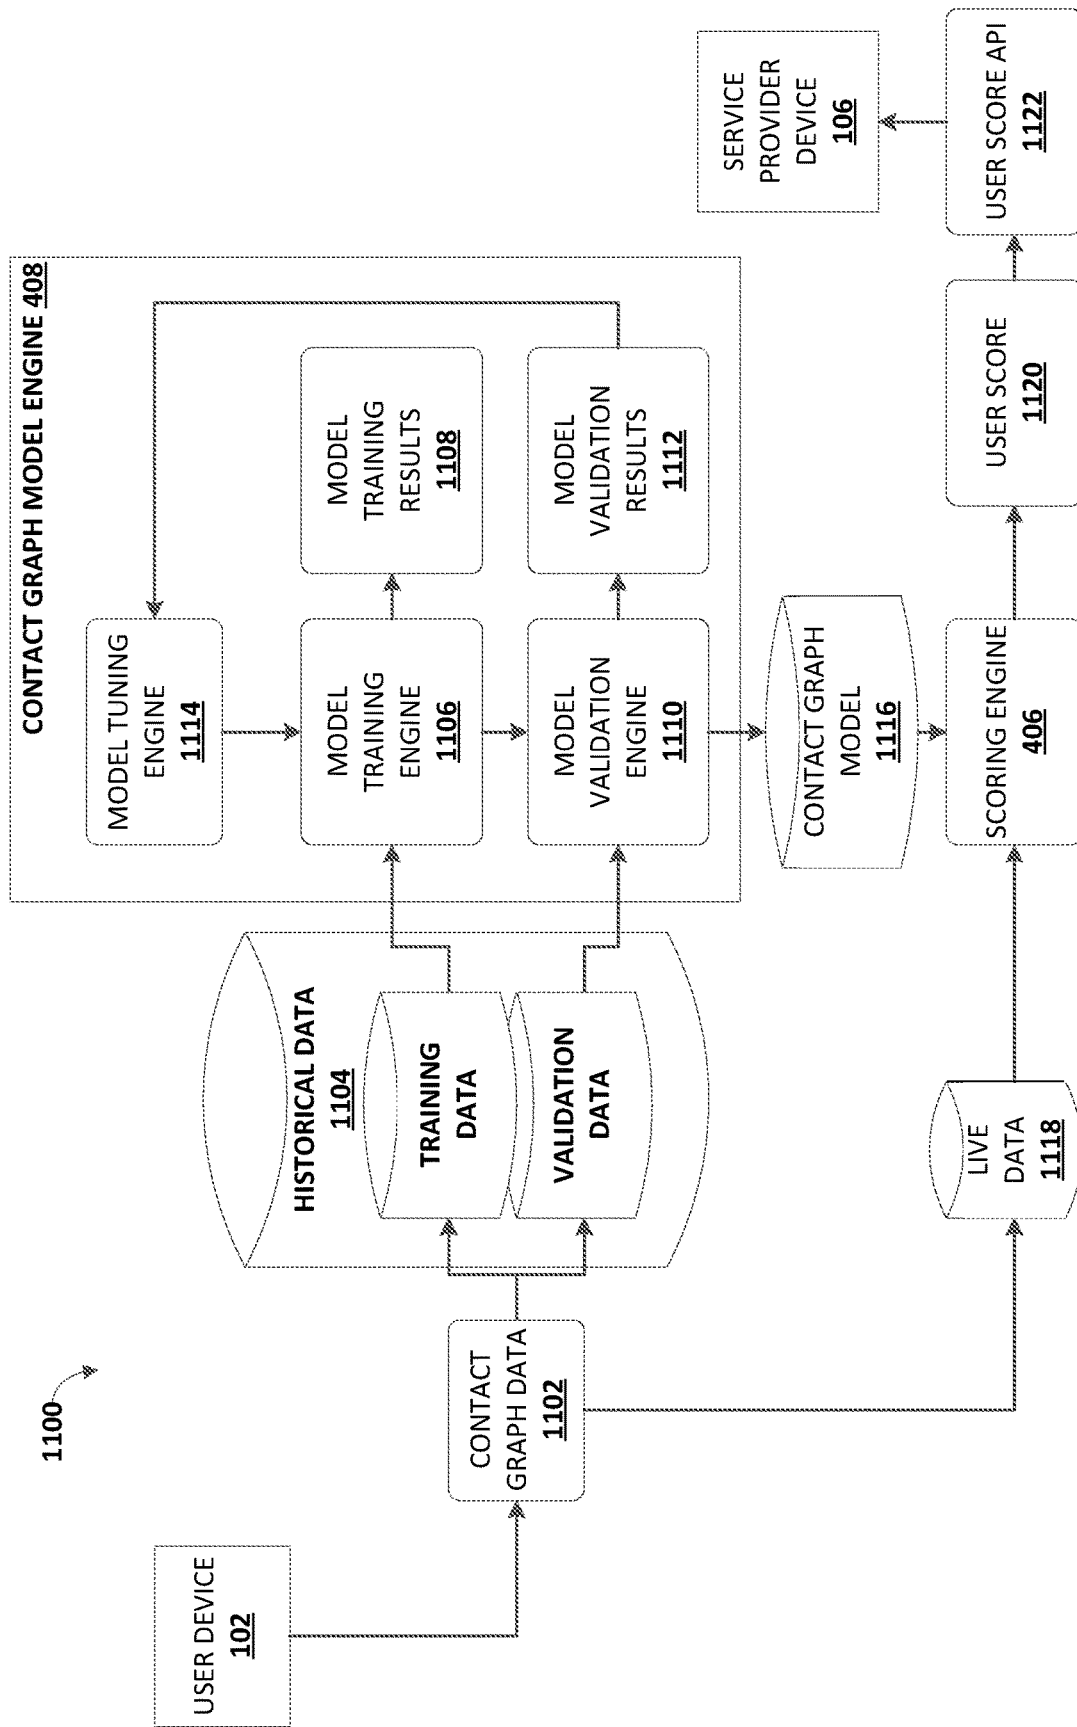 1100
USER DEVICE
102
CONTACT
GRAPH DATA
1102
HISTORICAL DATA
1104
TRAINING
DATA
VALIDATION
DATA
LIVE
DATA
1118
CONTACT GRAPH MODEL ENGINE 408
MODEL TUNING
ENGINE
1114
MODEL
TRAINING
ENGINE
1106
MODEL
TRAINING
RESULTS
1108
MODEL
VALIDATION
ENGINE
1110
MODEL
VALIDATION
RESULTS
1112
CONTACT GRAPH
MODEL
1116
SCORING ENGINE
406
USER SCORE
1120
USER SCORE API
1122
SERVICE
PROVIDER
DEVICE
106